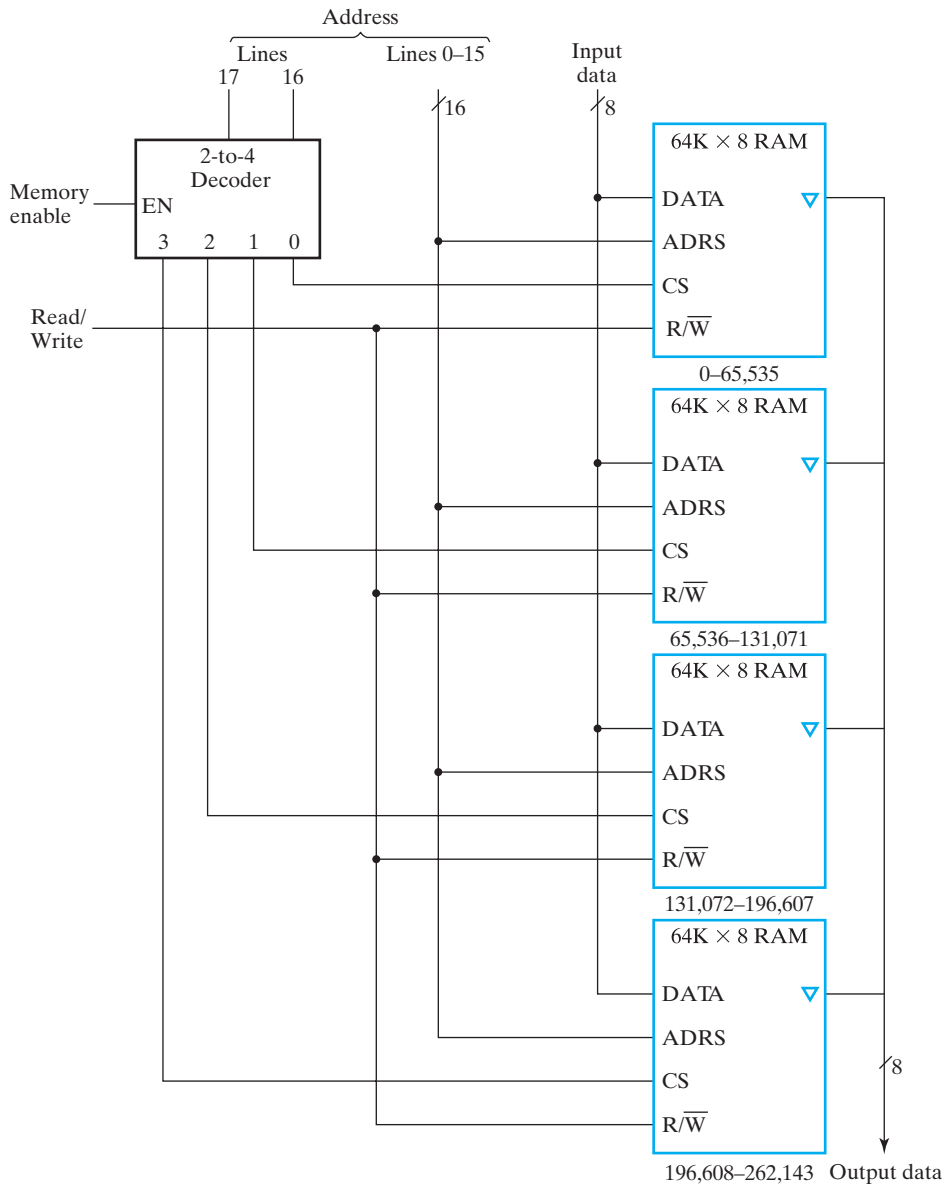 Address
Lines
Lines 0–15
Input
data
17
16
16
8
2-to-4
Decoder
Memory
enable
EN
3 2 1 0
Read/
Write
64K × 8 RAM
DATA
ADRS
CS
R/W̅
0–65,535
64K × 8 RAM
DATA
ADRS
CS
R/W̅
65,536–131,071
64K × 8 RAM
DATA
ADRS
CS
R/W̅
131,072–196,607
64K × 8 RAM
DATA
ADRS
CS
R/W̅
8
196,608–262,143
Output data